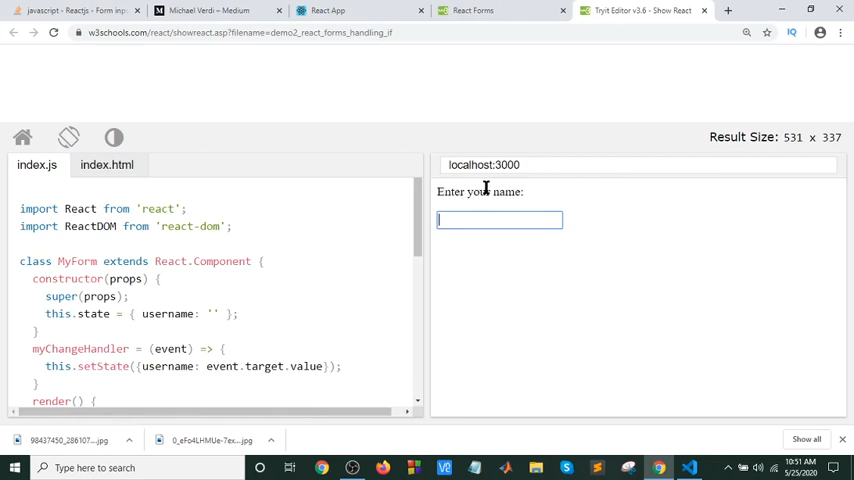 javascript - Reactjs - Form inpu
Michael Verdi – Medium
React App
React Forms
Tryit Editor v3.6 - Show React
w3schools.com/react/showreact.asp?filename=demo2_react_forms_handling_if
IQ
Result Size: 531 x 337
index.js
index.html
localhost:3000
import React from 'react';
import ReactDOM from 'react-dom';
class MyForm extends React.Component {
constructor(props) {
super(props);
this.state = { username: '' };
}
myChangeHandler = (event) => {
this.setState({username: event.target.value});
}
render() {
Enter your name:
98437450_286107....jpg
0_eFo4LHMUe-7ex....jpg
Show all
Type here to search
10:51 AM
5/25/2020